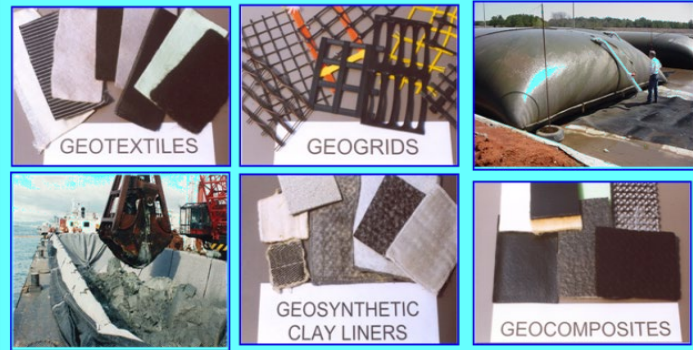 GEOTEXTILES
GEOGRIDS
GEOSYNTHETIC
CLAY LINERS
GEOCOMPOSITES